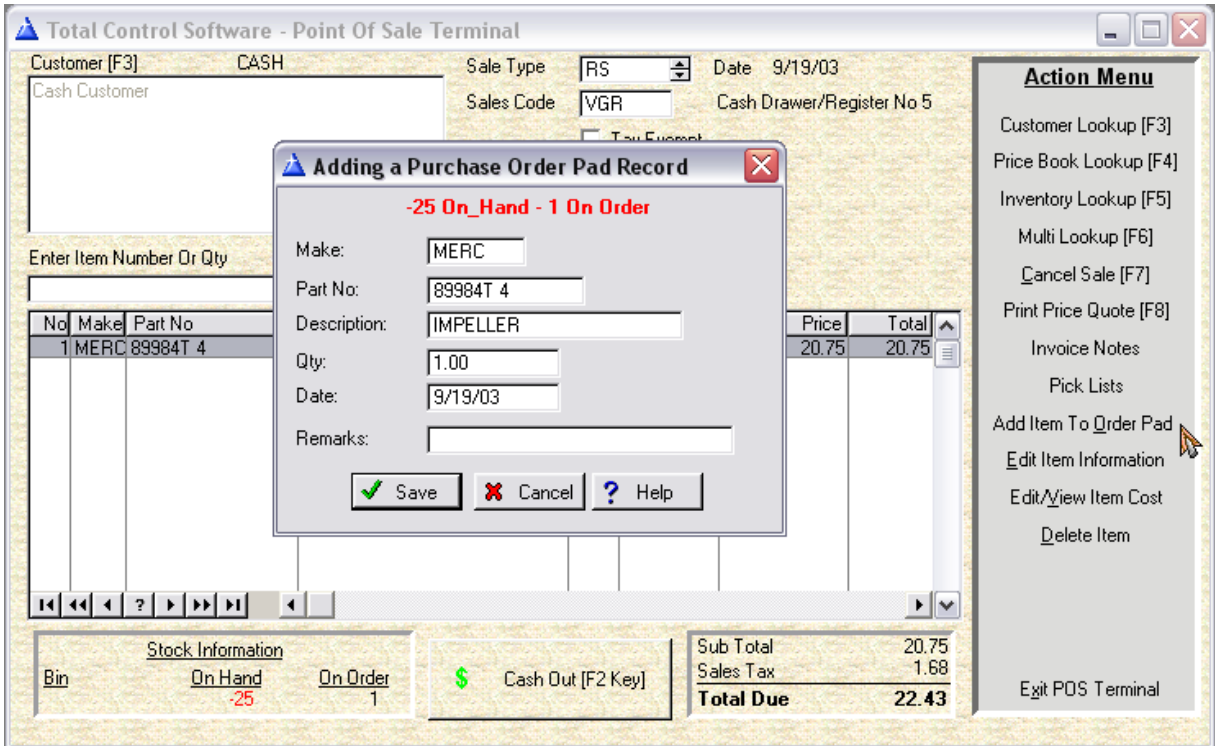 Total Control Software - Point Of Sale Terminal
Customer [F3] CASH
Cash Customer
Sale Type RS Date 9/19/03
Sales Code VGR Cash Drawer/Register No 5
Enter Item Number Or Qty
No Make Part No Price Total
1 MERC 89984T 4 20.75 20.75
Adding a Purchase Order Pad Record
-25 On_Hand - 1 On Order
Make: MERC
Part No: 89984T 4
Description: IMPELLER
Qty: 1.00
Date: 9/19/03
Remarks:
Save Cancel ? Help
Action Menu
Customer Lookup [F3]
Price Book Lookup [F4]
Inventory Lookup [F5]
Multi Lookup [F6]
Cancel Sale [F7]
Print Price Quote [F8]
Invoice Notes
Pick Lists
Add Item To Order Pad
Edit Item Information
Edit/View Item Cost
Delete Item
Exit POS Terminal
?
Stock Information
Bin On Hand On Order
-25 1
$ Cash Out [F2 Key]
Sub Total 20.75
Sales Tax 1.68
Total Due 22.43